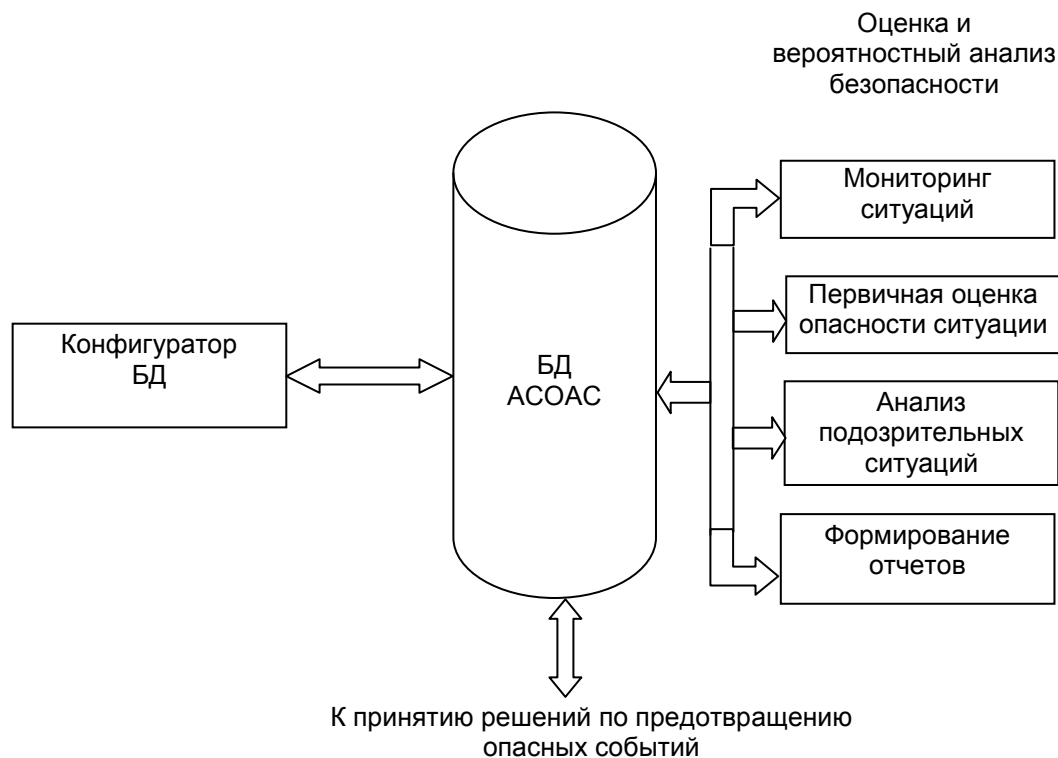 Оценка и
вероятностный анализ
безопасности
Мониторинг
ситуаций
Первичная оценка
опасности ситуации
Конфигуратор
БД
БД
АСОАС
Анализ
подозрительных
ситуаций
Формирование
отчетов
К принятию решений по предотвращению
опасных событий